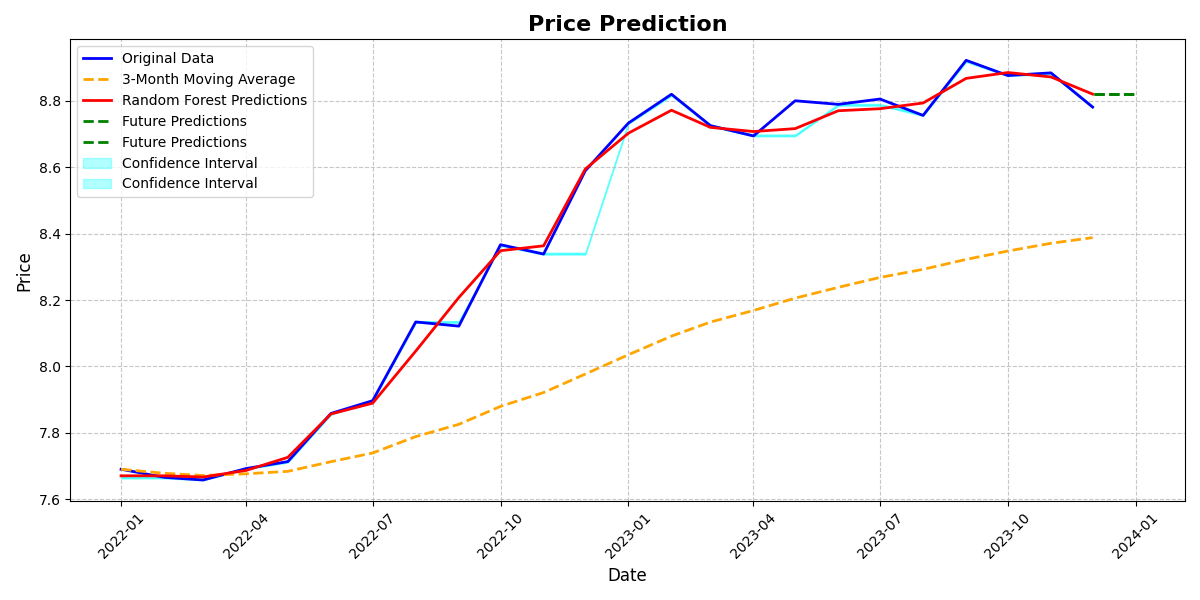 Price Prediction
Original Data
3-Month Moving Average
Random Forest Predictions
Future Predictions
Future Predictions
Confidence Interval
Confidence Interval
Price
8.8
8.6
8.4
8.2
8.0
7.8
7.6
2022-01
2022-04
2022-07
2022-10
2023-01
2023-04
2023-07
2023-10
2024-01
Date